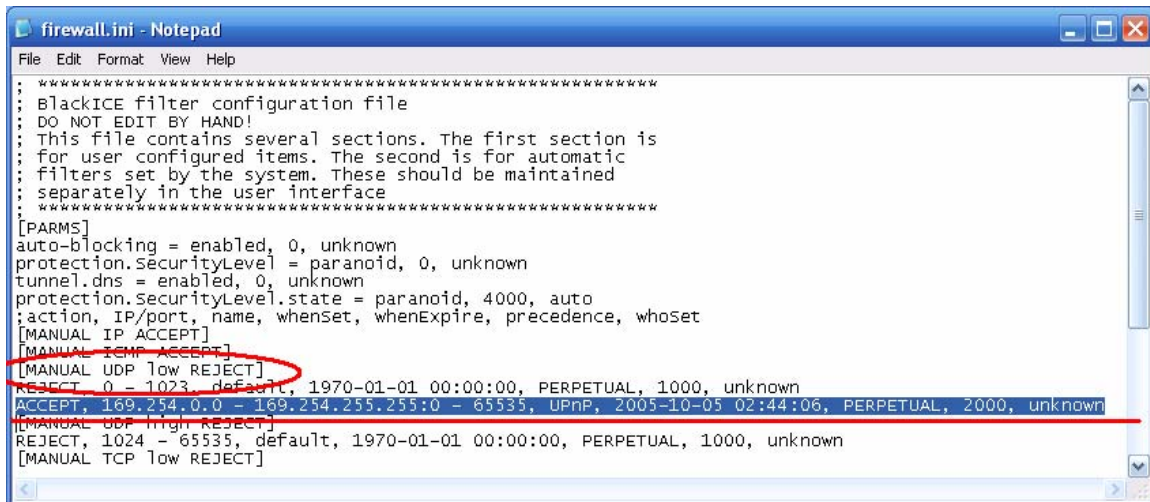 firewall.ini - Notepad
File Edit Format View Help
; *********************************************************
; BlackICE filter configuration file
; DO NOT EDIT BY HAND!
; This file contains several sections. The first section is
; for user configured items. The second is for automatic
; filters set by the system. These should be maintained
; separately in the user interface
; *********************************************************
[PARMS]
auto-blocking = enabled, 0, unknown
protection.SecurityLevel = paranoid, 0, unknown
tunnel.dns = enabled, 0, unknown
protection.SecurityLevel.state = paranoid, 4000, auto
;action, IP/port, name, whenSet, whenExpire, precedence, whoSet
[MANUAL IP ACCEPT]
[MANUAL ICMP ACCEPT]
[MANUAL UDP low REJECT]
REJECT, 0 - 1023, default, 1970-01-01 00:00:00, PERPETUAL, 1000, unknown
ACCEPT, 169.254.0.0 - 169.254.255.255:0 - 65535, UPnP, 2005-10-05 02:44:06, PERPETUAL, 2000, unknown
[MANUAL UDP high REJECT]
REJECT, 1024 - 65535, default, 1970-01-01 00:00:00, PERPETUAL, 1000, unknown
[MANUAL TCP low REJECT]